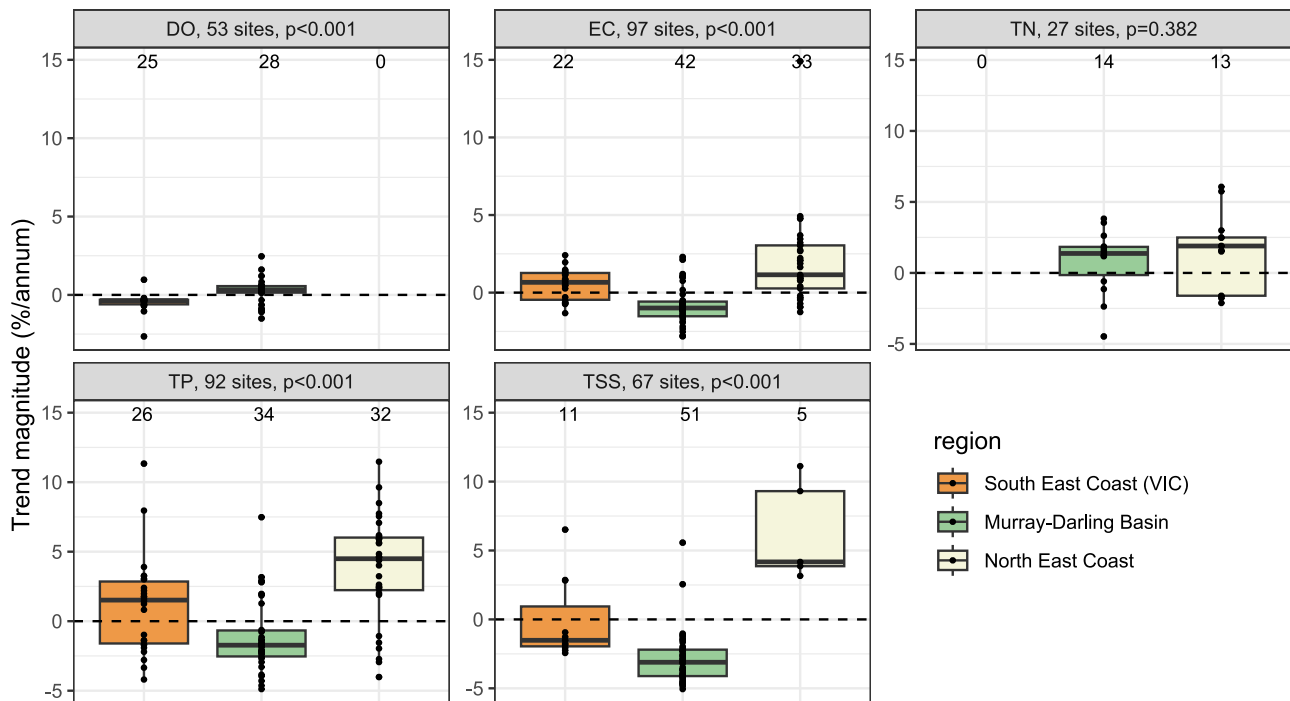 DO, 53 sites, p<0.001
EC, 97 sites, p<0.001
TN, 27 sites, p=0.382
25 28 0
22 42 33
0 14 13
15
10
5
0
15
10
5
0
15
10
5
0
-5
Trend magnitude (%/annum)
TP, 92 sites, p<0.001
TSS, 67 sites, p<0.001
26 34 32
11 51 5
15
10
5
0
-5
15
10
5
0
-5
region
South East Coast (VIC)
Murray-Darling Basin
North East Coast